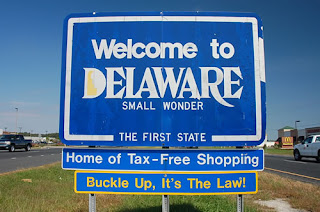 Welcome to
DELAWARE
SMALL WONDER
THE FIRST STATE
Home of Tax-Free Shopping
Buckle Up, It's The Law!